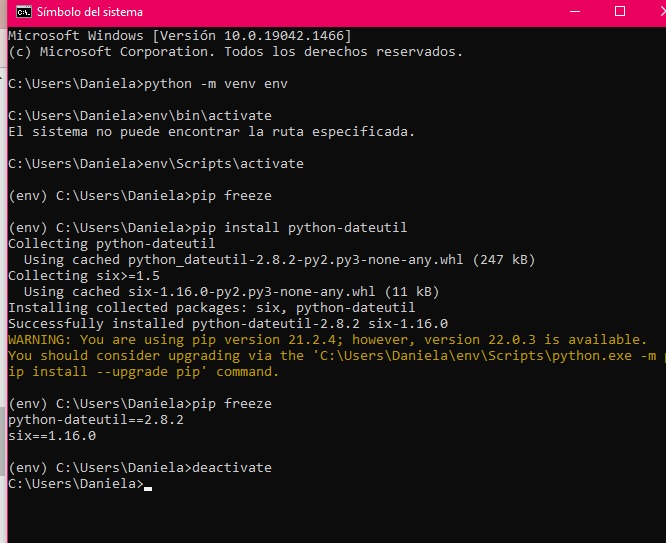 Símbolo del sistema
Microsoft Windows [Versión 10.0.19042.1466]
(c) Microsoft Corporation. Todos los derechos reservados.
C:\Users\Daniela>python -m venv env
C:\Users\Daniela>env\bin\activate
El sistema no puede encontrar la ruta especificada.
C:\Users\Daniela>env\Scripts\activate
(env) C:\Users\Daniela>pip freeze
(env) C:\Users\Daniela>pip install python-dateutil
Collecting python-dateutil
  Using cached python_dateutil-2.8.2-py2.py3-none-any.whl (247 kB)
Collecting six>=1.5
  Using cached six-1.16.0-py2.py3-none-any.whl (11 kB)
Installing collected packages: six, python-dateutil
Successfully installed python-dateutil-2.8.2 six-1.16.0
WARNING: You are using pip version 21.2.4; however, version 22.0.3 is available.
You should consider upgrading via the 'C:\Users\Daniela\env\Scripts\python.exe -m p
ip install --upgrade pip' command.
(env) C:\Users\Daniela>pip freeze
python-dateutil==2.8.2
six==1.16.0
(env) C:\Users\Daniela>deactivate
C:\Users\Daniela>